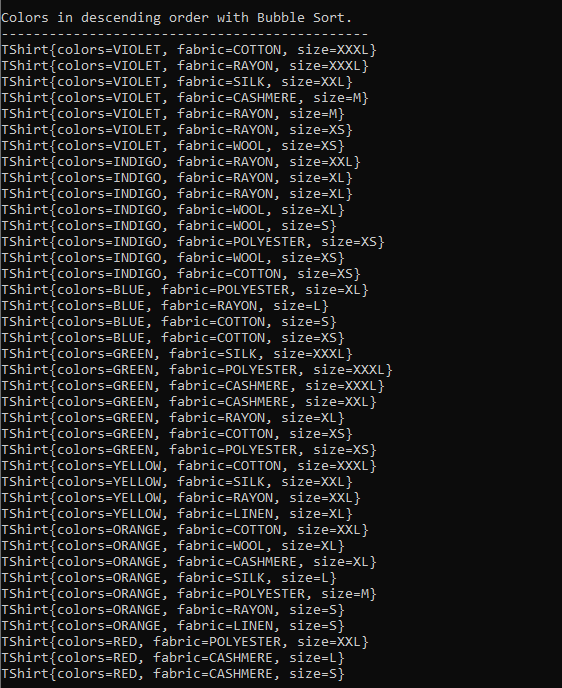 Colors in descending order with Bubble Sort.
----------------------------------------------
TShirt{colors=VIOLET, fabric=COTTON, size=XXXL}
TShirt{colors=VIOLET, fabric=RAYON, size=XXXL}
TShirt{colors=VIOLET, fabric=SILK, size=XXL}
TShirt{colors=VIOLET, fabric=CASHMERE, size=M}
TShirt{colors=VIOLET, fabric=RAYON, size=M}
TShirt{colors=VIOLET, fabric=RAYON, size=XS}
TShirt{colors=VIOLET, fabric=WOOL, size=XS}
TShirt{colors=INDIGO, fabric=RAYON, size=XXL}
TShirt{colors=INDIGO, fabric=RAYON, size=XL}
TShirt{colors=INDIGO, fabric=RAYON, size=XL}
TShirt{colors=INDIGO, fabric=WOOL, size=XL}
TShirt{colors=INDIGO, fabric=WOOL, size=S}
TShirt{colors=INDIGO, fabric=POLYESTER, size=XS}
TShirt{colors=INDIGO, fabric=WOOL, size=XS}
TShirt{colors=INDIGO, fabric=COTTON, size=XS}
TShirt{colors=BLUE, fabric=POLYESTER, size=XL}
TShirt{colors=BLUE, fabric=RAYON, size=L}
TShirt{colors=BLUE, fabric=COTTON, size=S}
TShirt{colors=BLUE, fabric=COTTON, size=XS}
TShirt{colors=GREEN, fabric=SILK, size=XXXL}
TShirt{colors=GREEN, fabric=POLYESTER, size=XXXL}
TShirt{colors=GREEN, fabric=CASHMERE, size=XXXL}
TShirt{colors=GREEN, fabric=CASHMERE, size=XXL}
TShirt{colors=GREEN, fabric=RAYON, size=XL}
TShirt{colors=GREEN, fabric=COTTON, size=XS}
TShirt{colors=GREEN, fabric=POLYESTER, size=XS}
TShirt{colors=YELLOW, fabric=COTTON, size=XXXL}
TShirt{colors=YELLOW, fabric=SILK, size=XXL}
TShirt{colors=YELLOW, fabric=RAYON, size=XXL}
TShirt{colors=YELLOW, fabric=LINEN, size=XL}
TShirt{colors=ORANGE, fabric=COTTON, size=XXL}
TShirt{colors=ORANGE, fabric=WOOL, size=XL}
TShirt{colors=ORANGE, fabric=CASHMERE, size=XL}
TShirt{colors=ORANGE, fabric=SILK, size=L}
TShirt{colors=ORANGE, fabric=POLYESTER, size=M}
TShirt{colors=ORANGE, fabric=RAYON, size=S}
TShirt{colors=ORANGE, fabric=LINEN, size=S}
TShirt{colors=RED, fabric=POLYESTER, size=XXL}
TShirt{colors=RED, fabric=CASHMERE, size=L}
TShirt{colors=RED, fabric=CASHMERE, size=S}